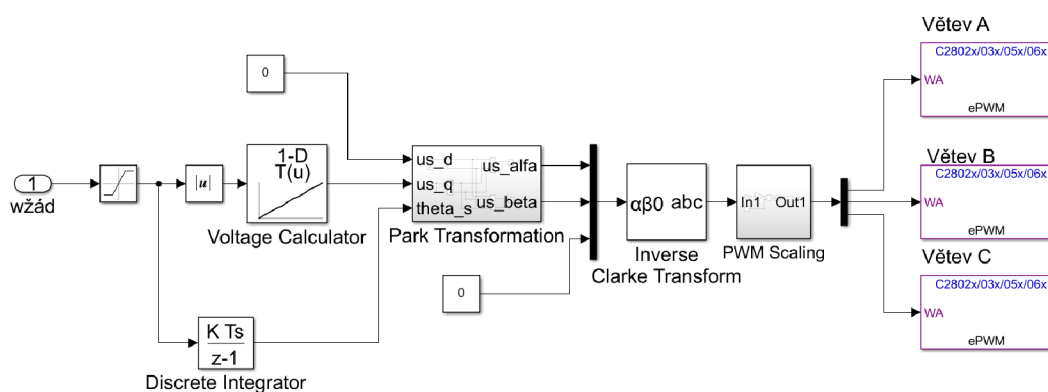 Větev A
C2802x/03x/05x/06x
WA
ePWM
0
1-D
T(u)
us_d
us_q
theta_s
us_alfa
us_beta
1
wžád
|u|
Voltage Calculator
Park Transformation
αβ0 abc
Inverse
Clarke Transform
In1 Out1
PWM Scaling
Větev B
C2802x/03x/05x/06x
WA
ePWM
0
Větev C
C2802x/03x/05x/06x
WA
ePWM
K Ts
z-1
Discrete Integrator